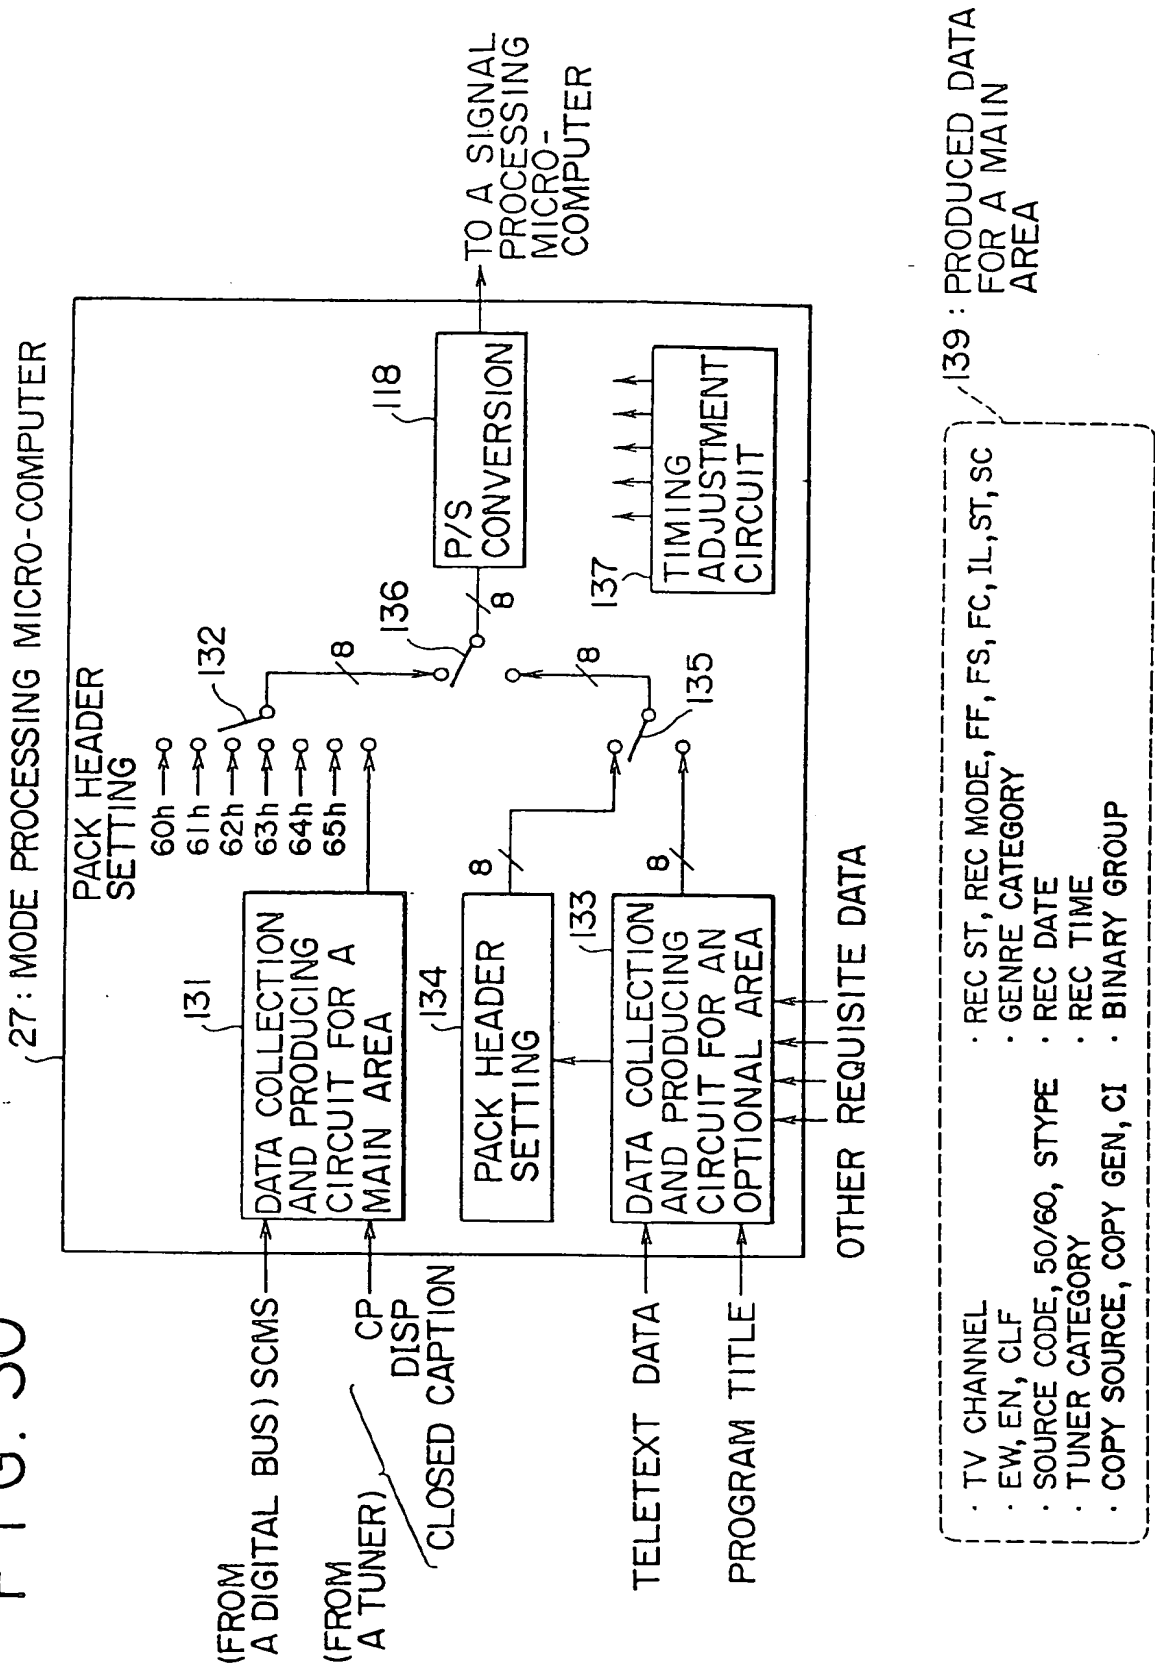 FIG. 30
27: MODE PROCESSING MICRO-COMPUTER
PACK HEADER
SETTING
60h
61h
62h
63h
64h
65h
132
8
131
DATA COLLECTION
AND PRODUCING
CIRCUIT FOR A
MAIN AREA
(FROM
A DIGITAL BUS) SCMS
(FROM
A TUNER)
CP
DISP
CLOSED CAPTION
136
8
118
P/S
CONVERSION
TO A SIGNAL
PROCESSING
MICRO-
COMPUTER
134
PACK HEADER
SETTING
8
8
135
133
DATA COLLECTION
AND PRODUCING
CIRCUIT FOR AN
OPTIONAL AREA
8
137
TIMING
ADJUSTMENT
CIRCUIT
TELETEXT DATA
PROGRAM TITLE
OTHER REQUISITE DATA
139: PRODUCED DATA
FOR A MAIN
AREA
· TV CHANNEL
· EW, EN, CLF
· SOURCE CODE, 50/60, STYPE
· TUNER CATEGORY
· COPY SOURCE, COPY GEN, CI
· REC ST, REC MODE, FF, FS, FC, IL, ST, SC
· GENRE CATEGORY
· REC DATE
· REC TIME
· BINARY GROUP